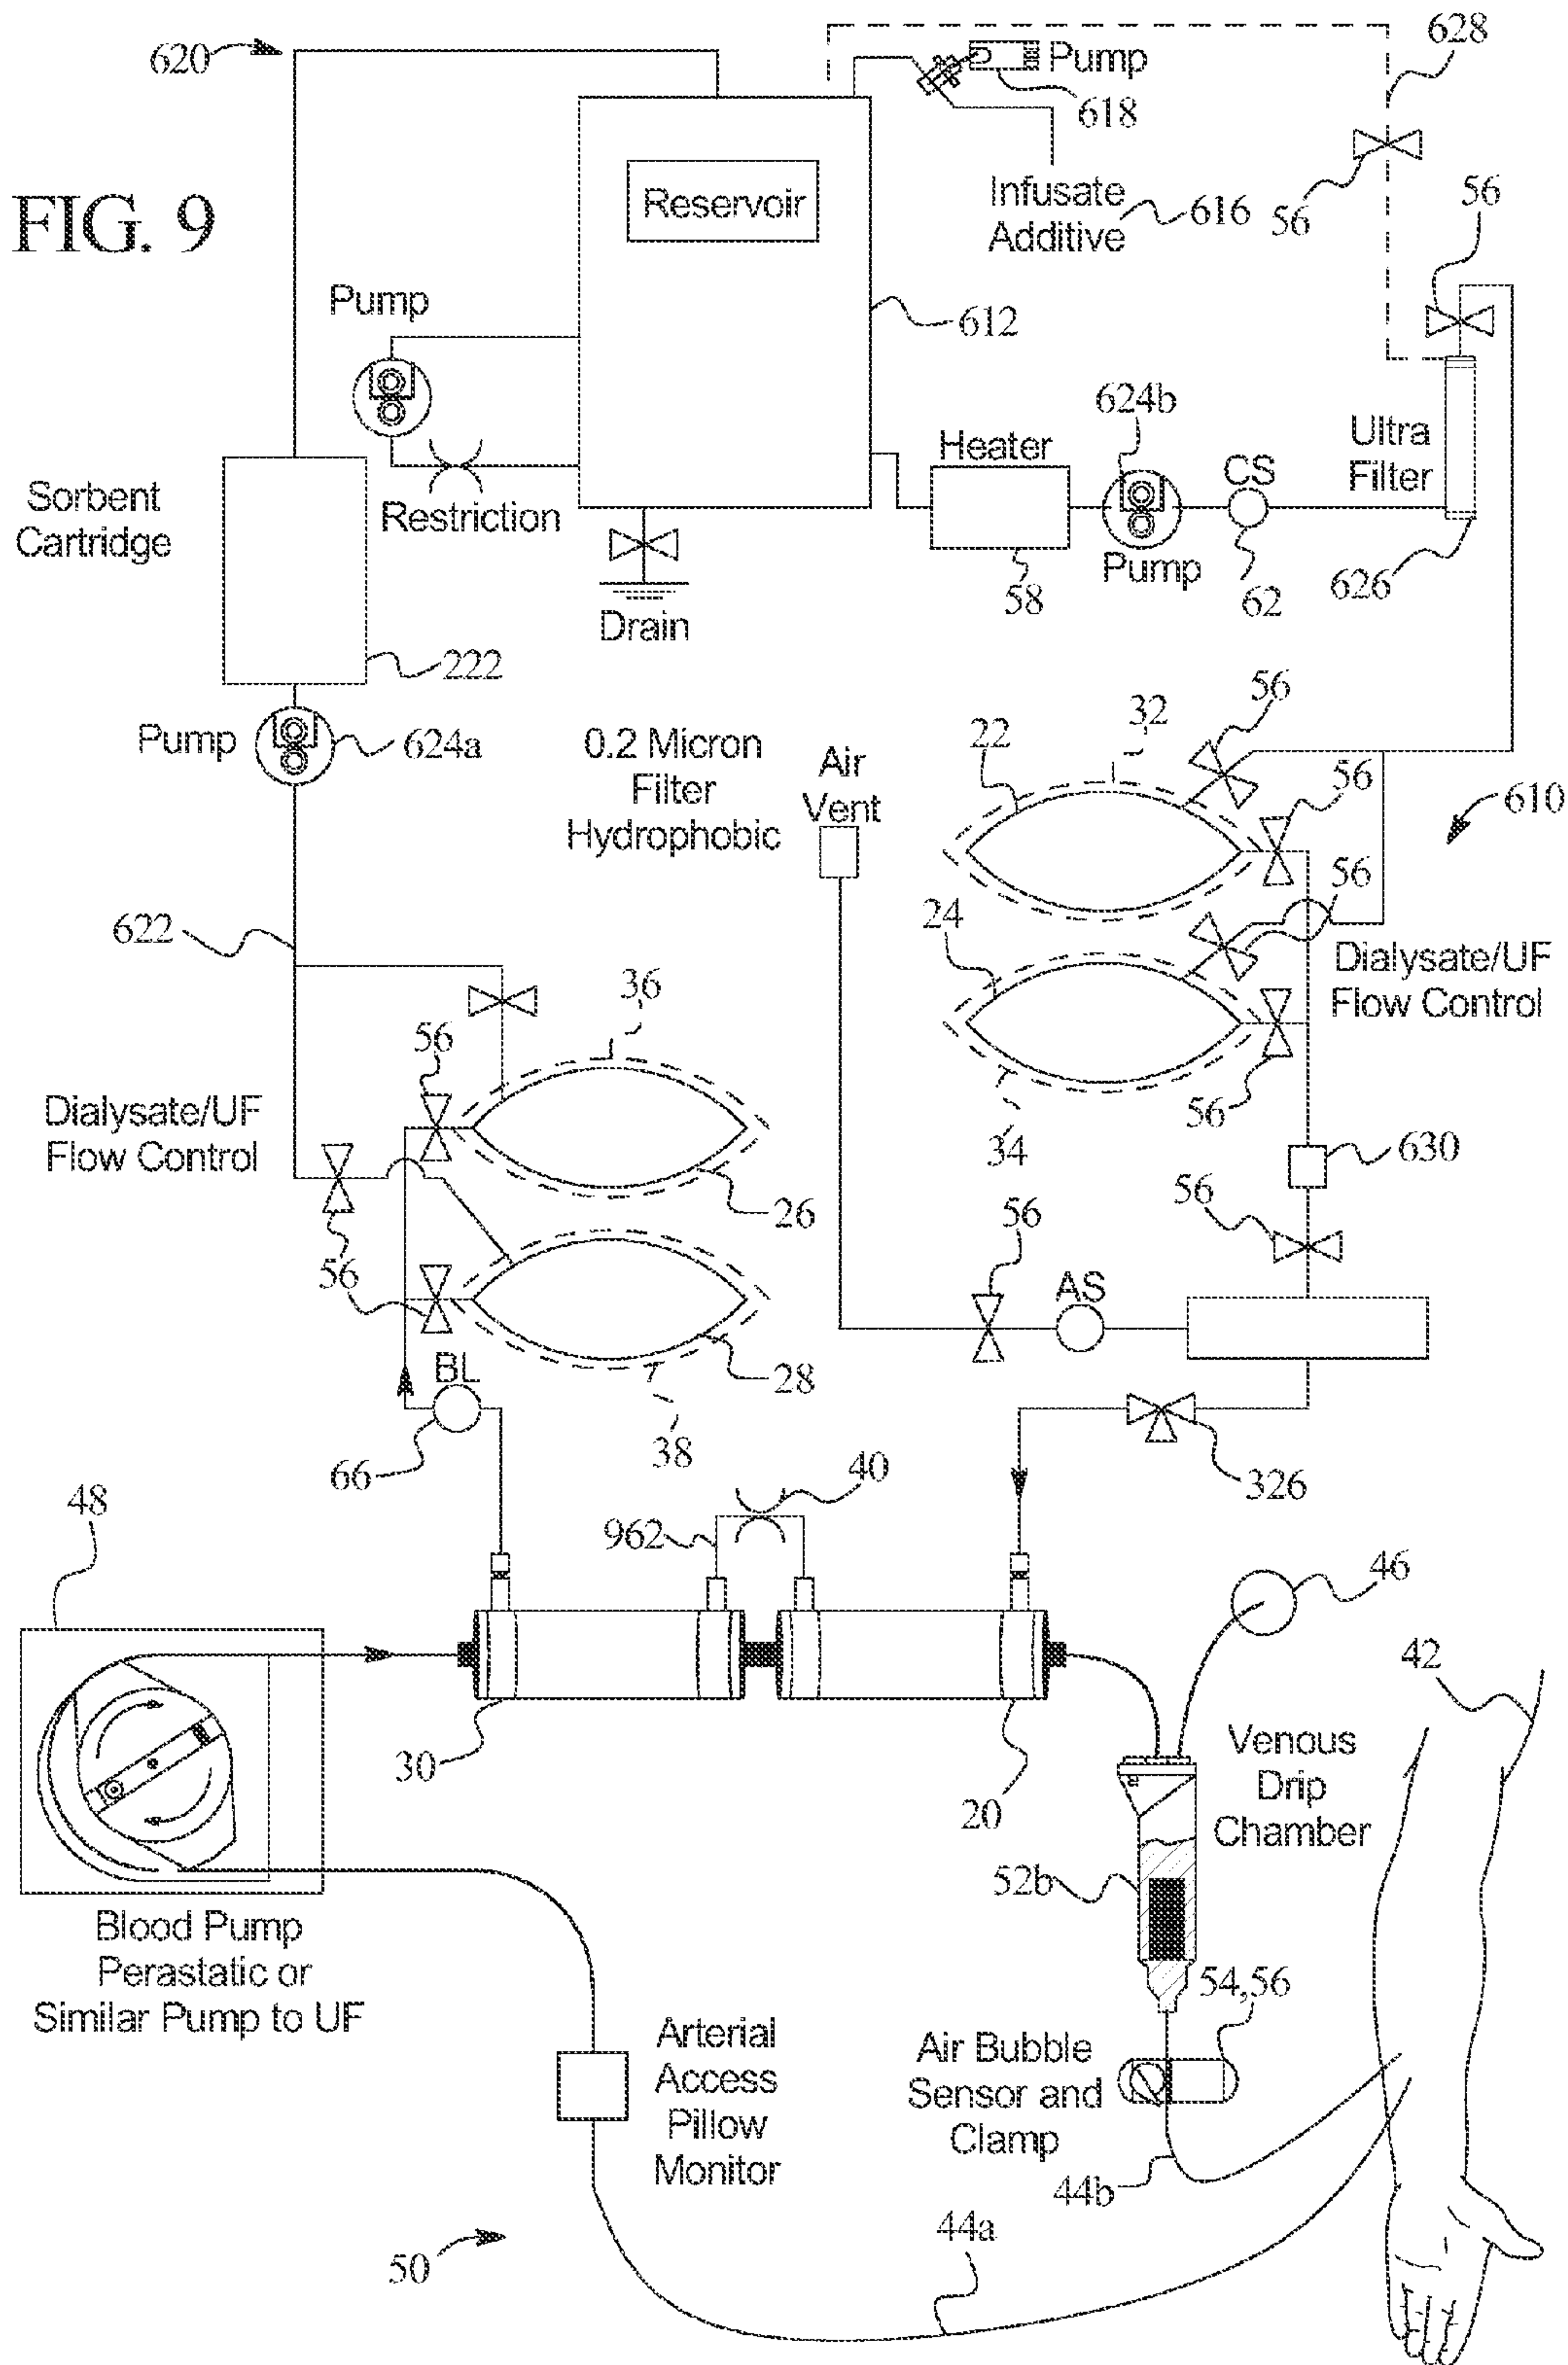 620
628
Pump
618
FIG. 9
Reservoir
Infusate
Additive
616
56
56
Pump
612
624b
Heater
Ultra
Filter
CS
Sorbent
Cartridge
Restriction
Pump
58
62
626
Drain
222
Pump
624a
0.2 Micron
Filter
Hydrophobic
Air
Vent
22
32
56
56
610
56
24
622
Dialysate/UF
Flow Control
36
56
56
34
Dialysate/UF
Flow Control
630
26
56
56
56
AS
BL
28
66
38
40
326
48
962
46
42
30
20
Venous
Drip
Chamber
52b
Blood Pump
Perastatic or
Similar Pump to UF
54,56
Arterial
Access
Pillow
Monitor
Air Bubble
Sensor and
Clamp
44b
44a
50